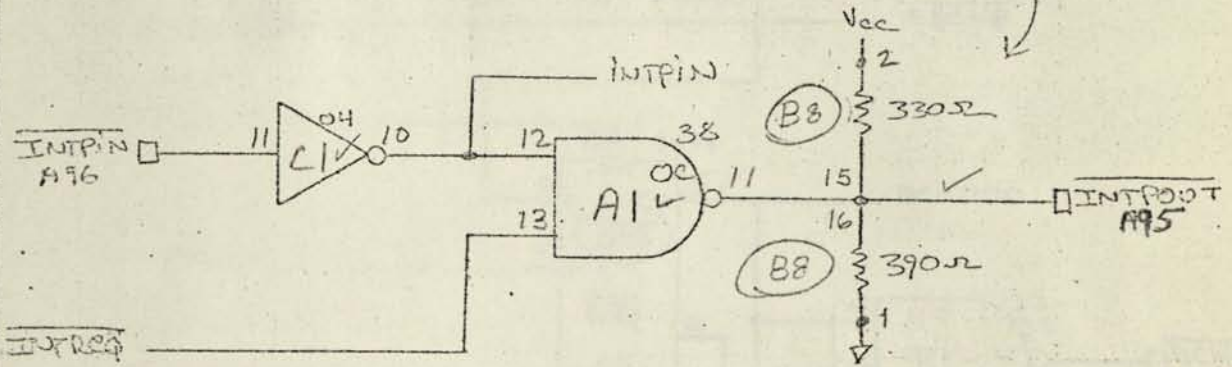 Vcc
2
INTPIN
B8
330Ω
04
38
INTPIN
A96
11
C1
10
12
OC
11
15
INTPOUT
A95
A1
13
16
B8
390Ω
1
INTREQ